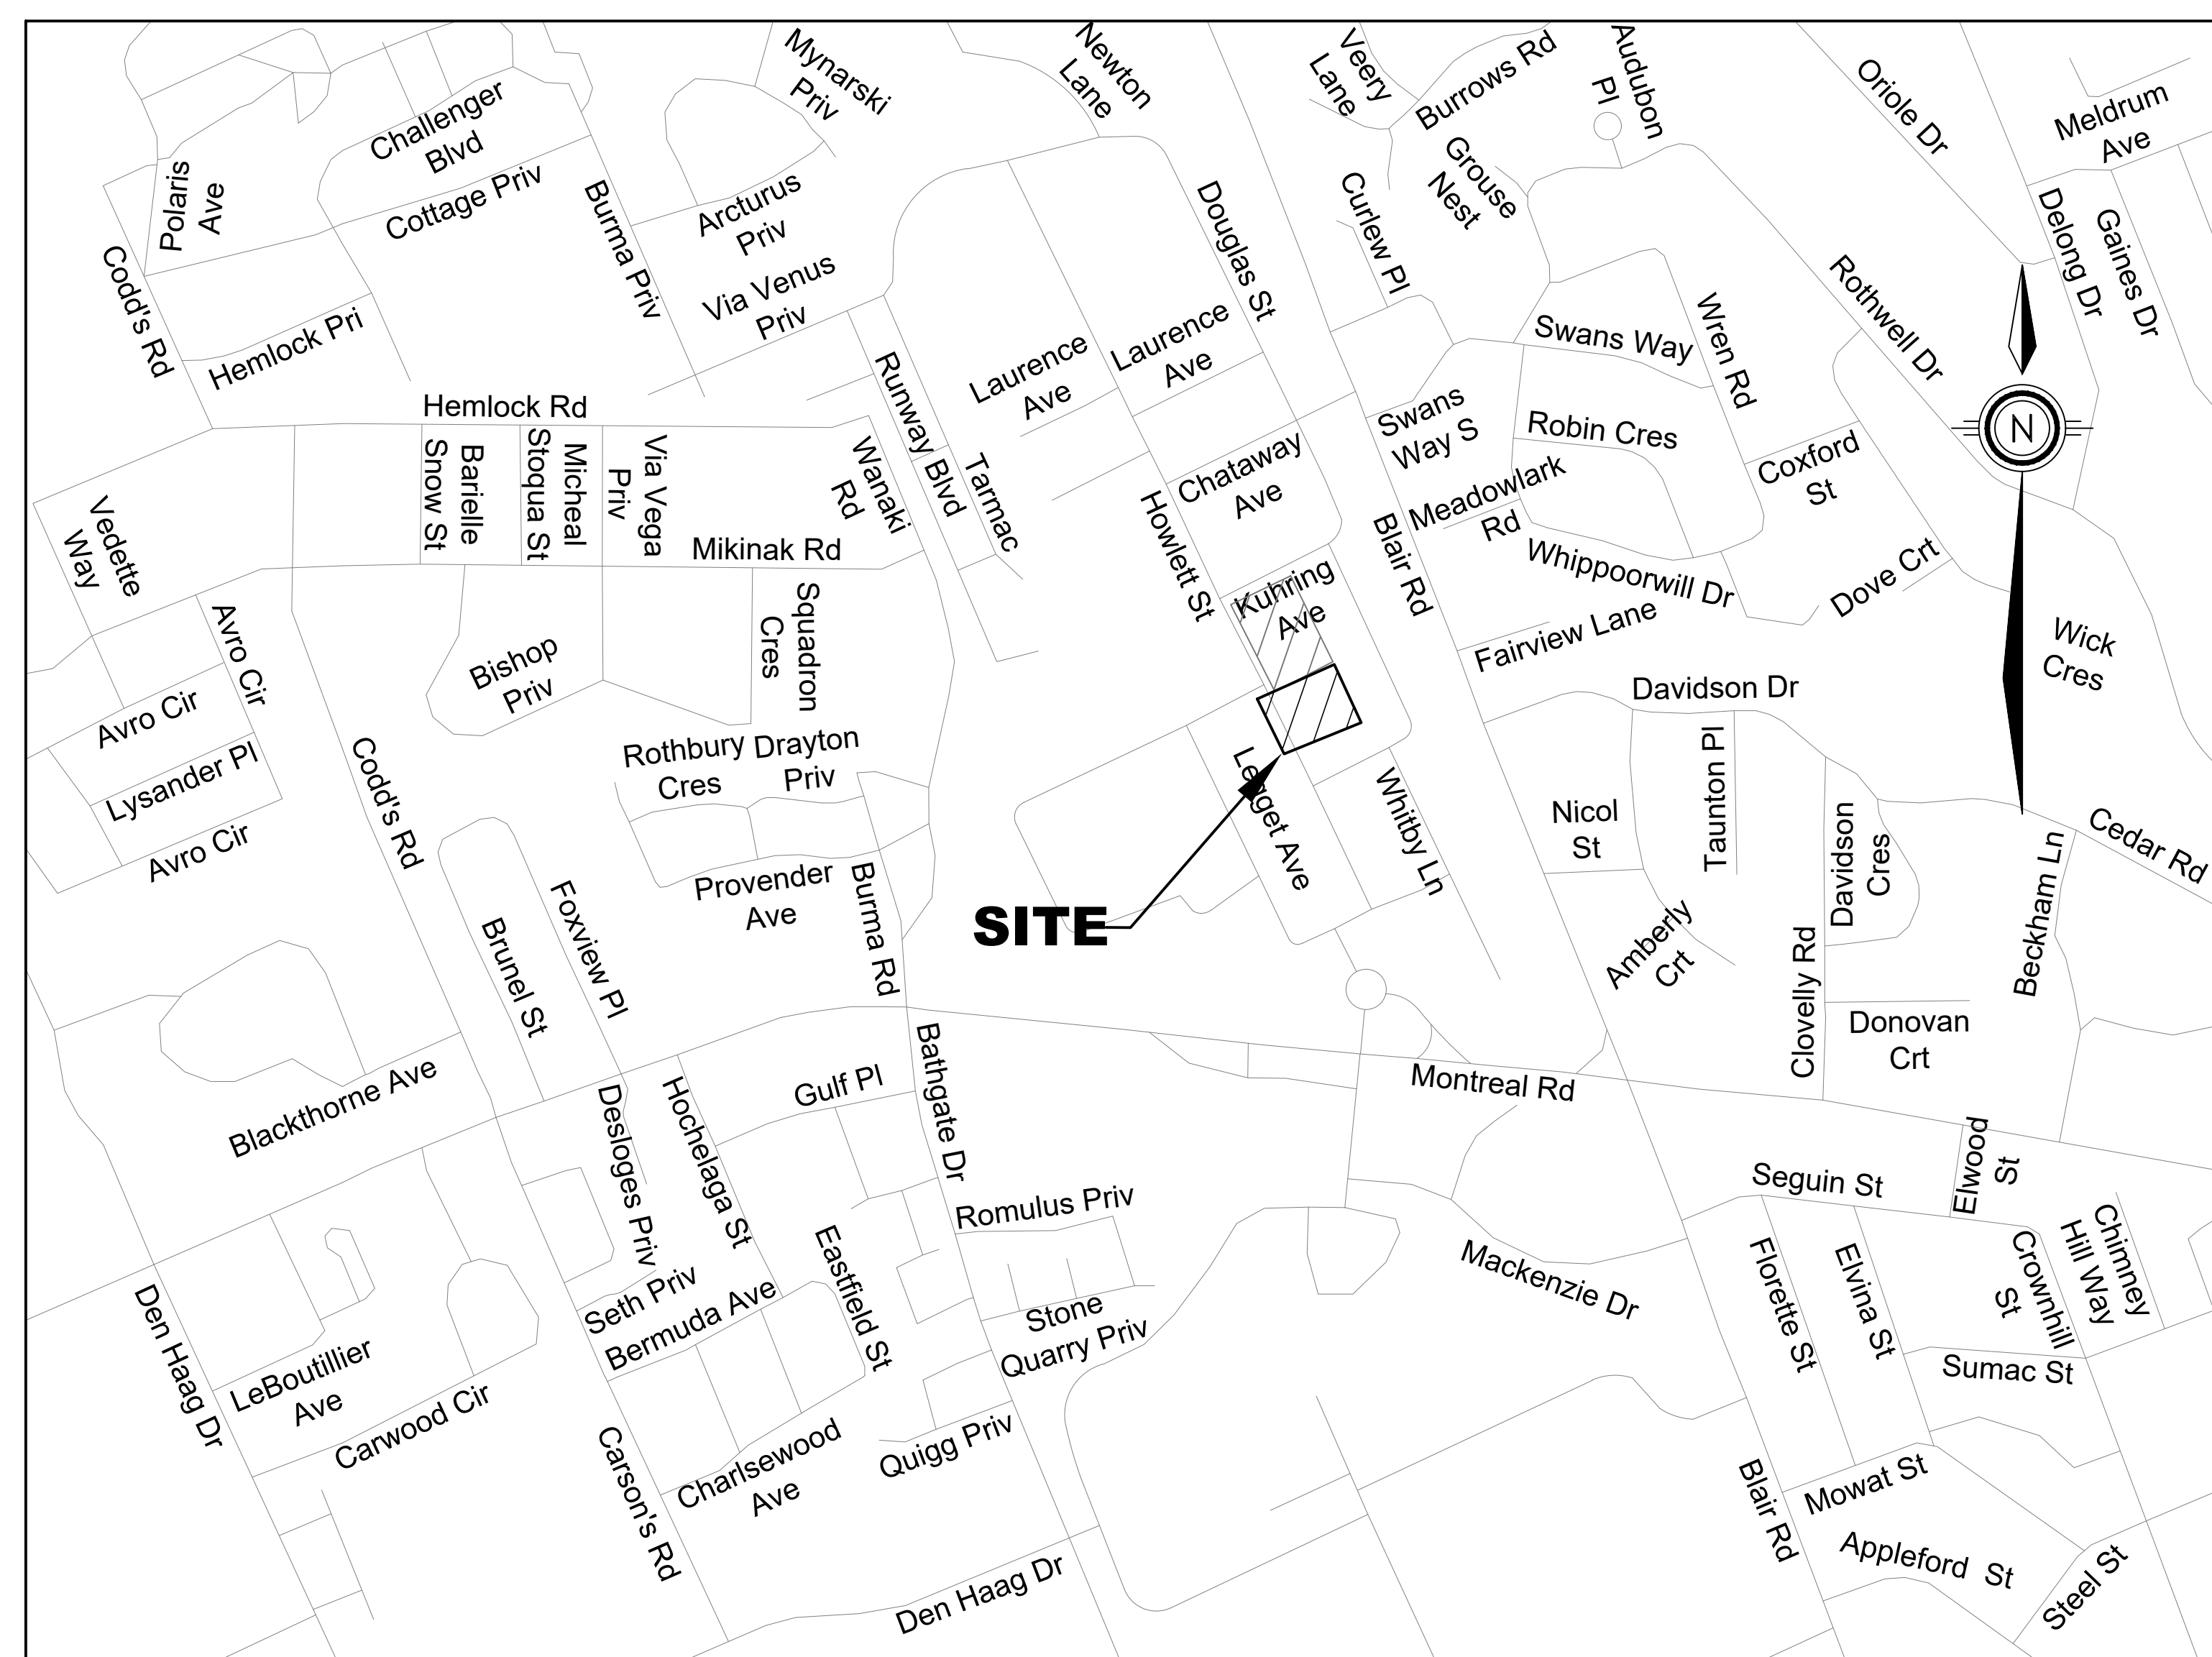 Mynarski
Priv
Newton
Lane
Veery
Lane
Burrows Rd
Audubon
Pl
Oriole Dr
Meldrum
Ave
Challenger
Blvd
Polaris
Ave
Cottage Priv
Burma Priv
Arcturus
Priv
Via Venus
Priv
Douglas St
Curlew Pl
Grouse
Nest
Delong Dr
Gaines Dr
Codd's Rd
Hemlock Pri
Hemlock Rd
Runway Blvd
Tarmac
Laurence
Ave
Laurence
Ave
Swans Way
Wren Rd
Rothwell Dr
N
Swans
Way S
Robin Cres
Coxford
St
Vedette
Way
Barielle
Snow St
Micheal
Stoqua St
Via Vega
Priv
Wanaki
Rd
Mikinak Rd
Chataway
Ave
Howlett St
Blair Rd
Meadowlark
Rd
Whippoorwill Dr
Dove Crt
Avro Cir
Squadron
Cres
Bishop
Priv
Kuhring
Ave
Fairview Lane
Wick
Cres
Avro Cir
Lysander Pl
Avro Cir
Codd's Rd
Rothbury
Cres
Drayton
Priv
Davidson Dr
Taunton Pl
Ledget Ave
Whitby Ln
Nicol
St
Davidson
Cres
Cedar Rd
Beckham Ln
Provender
Ave
Burma Rd
Foxview Pl
Brunel St
SITE
Amberly
Crt
Clovelly Rd
Donovan
Crt
Blackthorne Ave
Desloges Priv
Hochelaga St
Gulf Pl
Bathgate Dr
Montreal Rd
Seguin St
Elwood
St
Romulus Priv
Mackenzie Dr
Florette St
Elvina St
Crownhill
St
Chimney
Hill Way
Den Haag Dr
Seth Priv
Bermuda Ave
Eastfield St
Stone
Quarry Priv
Sumac St
LeBoutillier
Ave
Carwood Cir
Carson's Rd
Charlsewood
Ave
Quigg Priv
Mowat St
Blair Rd
Appleford St
Steel St
Den Haag Dr